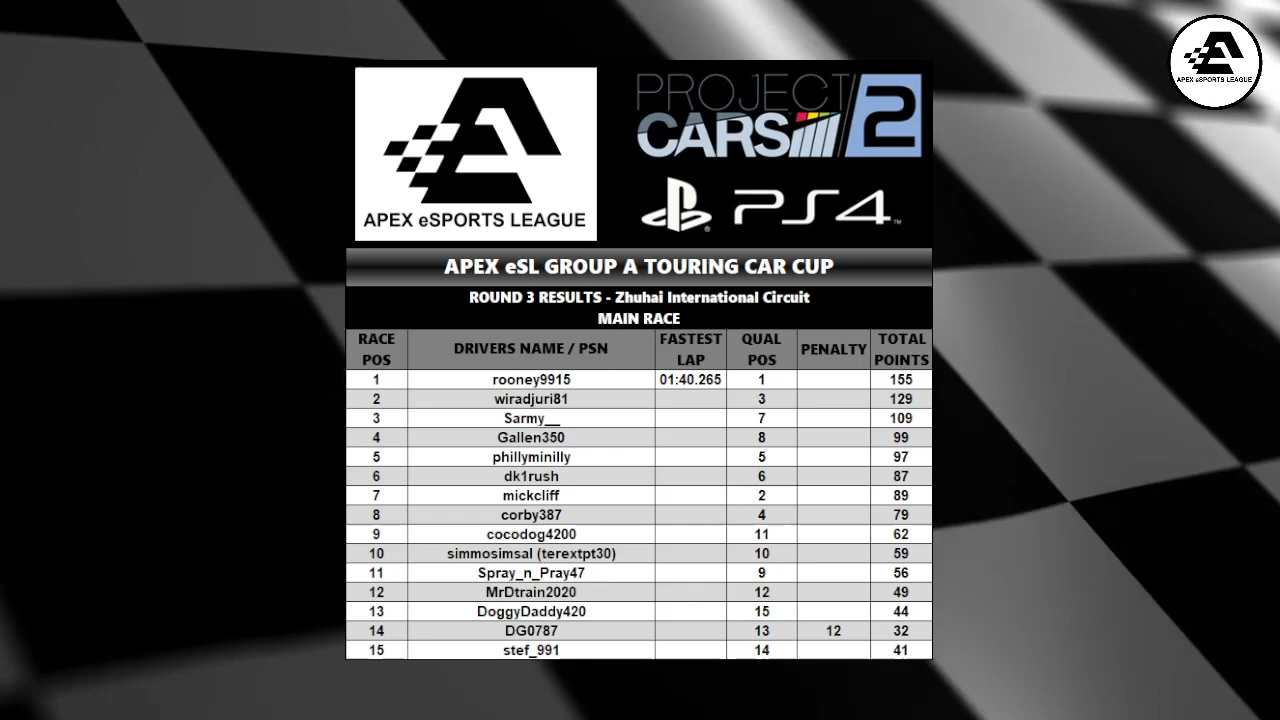 APEX eSPORTS LEAGUE
PROJECT
CARS 2
PS4™
APEX eSPORTS LEAGUE
APEX eSL GROUP A TOURING CAR CUP
ROUND 3 RESULTS - Zhuhai International Circuit
MAIN RACE
RACE POS DRIVERS NAME / PSN FASTEST LAP QUAL POS PENALTY TOTAL POINTS
1 rooney9915 01:40.265 1 155
2 wiradjuri81 3 129
3 Sarmy__ 7 109
4 Gallen350 8 99
5 phillyminilly 5 97
6 dk1rush 6 87
7 mickcliff 2 89
8 corby387 4 79
9 cocodog4200 11 62
10 simmosimsal (terextpt30) 10 59
11 Spray_n_Pray47 9 56
12 MrDtrain2020 12 49
13 DoggyDaddy420 15 44
14 DG0787 13 12 32
15 stef_991 14 41